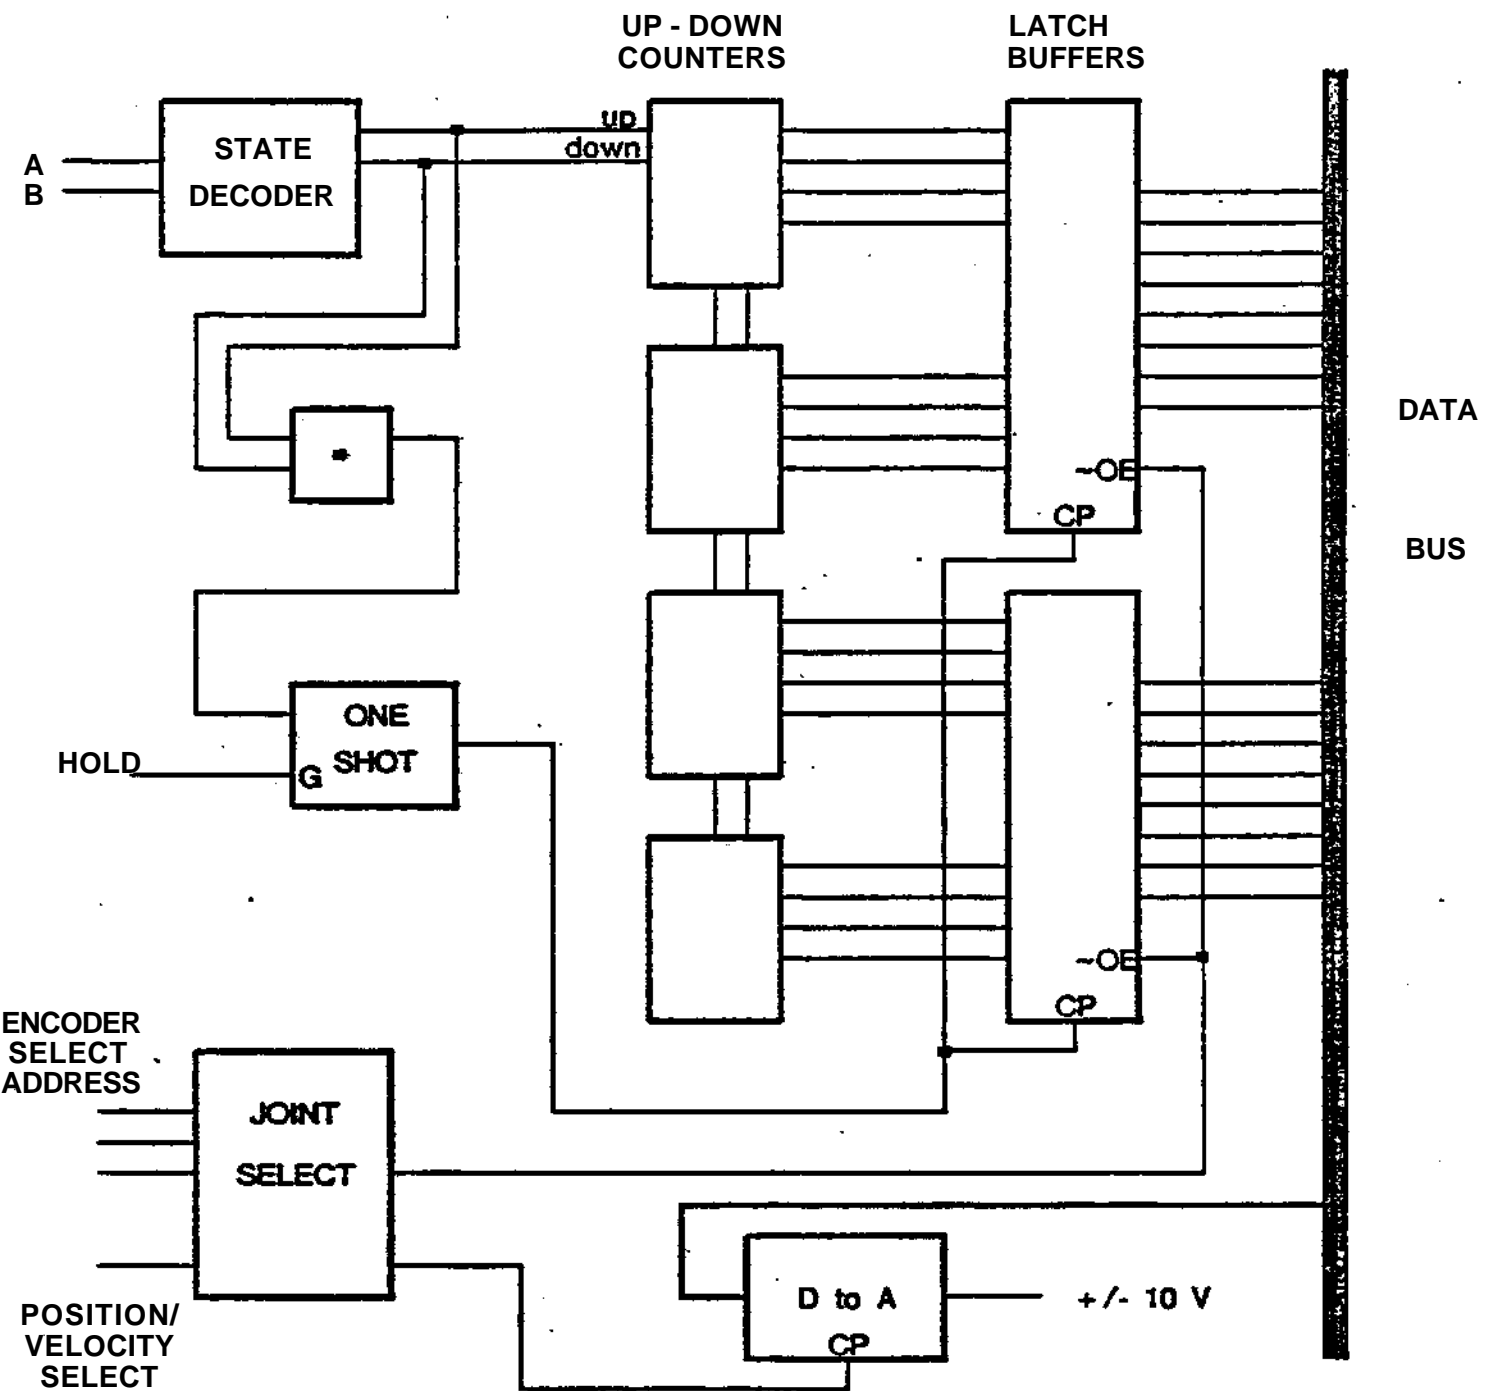 UP - DOWN
COUNTERS
LATCH
BUFFERS
STATE
DECODER
up
down
A
B
DATA
BUS
*
~OE
CP
ONE
SHOT
HOLD
G
~OE
CP
ENCODER
SELECT
ADDRESS
JOINT
SELECT
D to A
CP
+/- 10 V
POSITION/
VELOCITY
SELECT